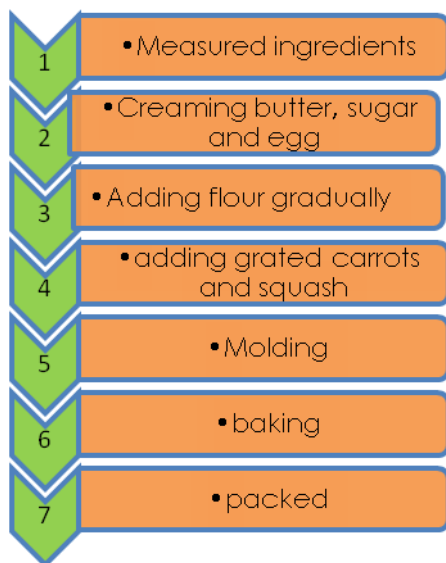 1
• Measured ingredients
2
• Creaming butter, sugar
and egg
3
• Adding flour gradually
4
• adding grated carrots
and squash
5
• Molding
6
• baking
7
• packed